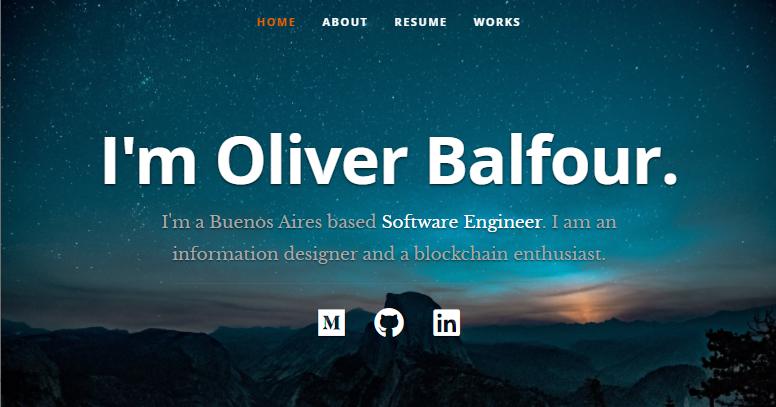 HOME ABOUT RESUME WORKS
I'm Oliver Balfour.
I'm a Buenos Aires based Software Engineer. I am an
information designer and a blockchain enthusiast.
M in